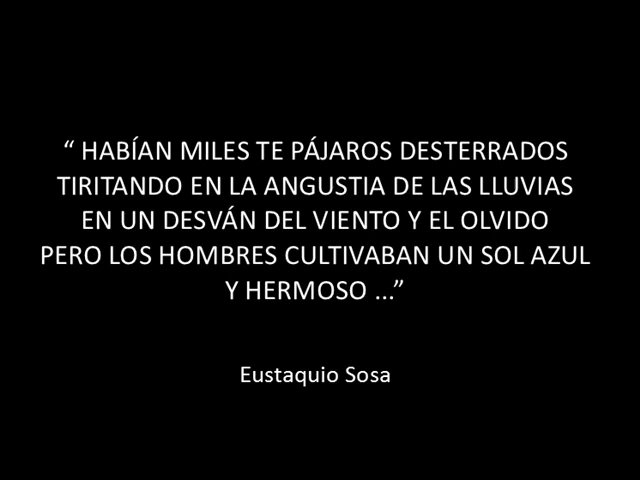 “ HABÍAN MILES TE PÁJAROS DESTERRADOS
TIRITANDO EN LA ANGUSTIA DE LAS LLUVIAS
EN UN DESVÁN DEL VIENTO Y EL OLVIDO
PERO LOS HOMBRES CULTIVABAN UN SOL AZUL
Y HERMOSO ...”
Eustaquio Sosa